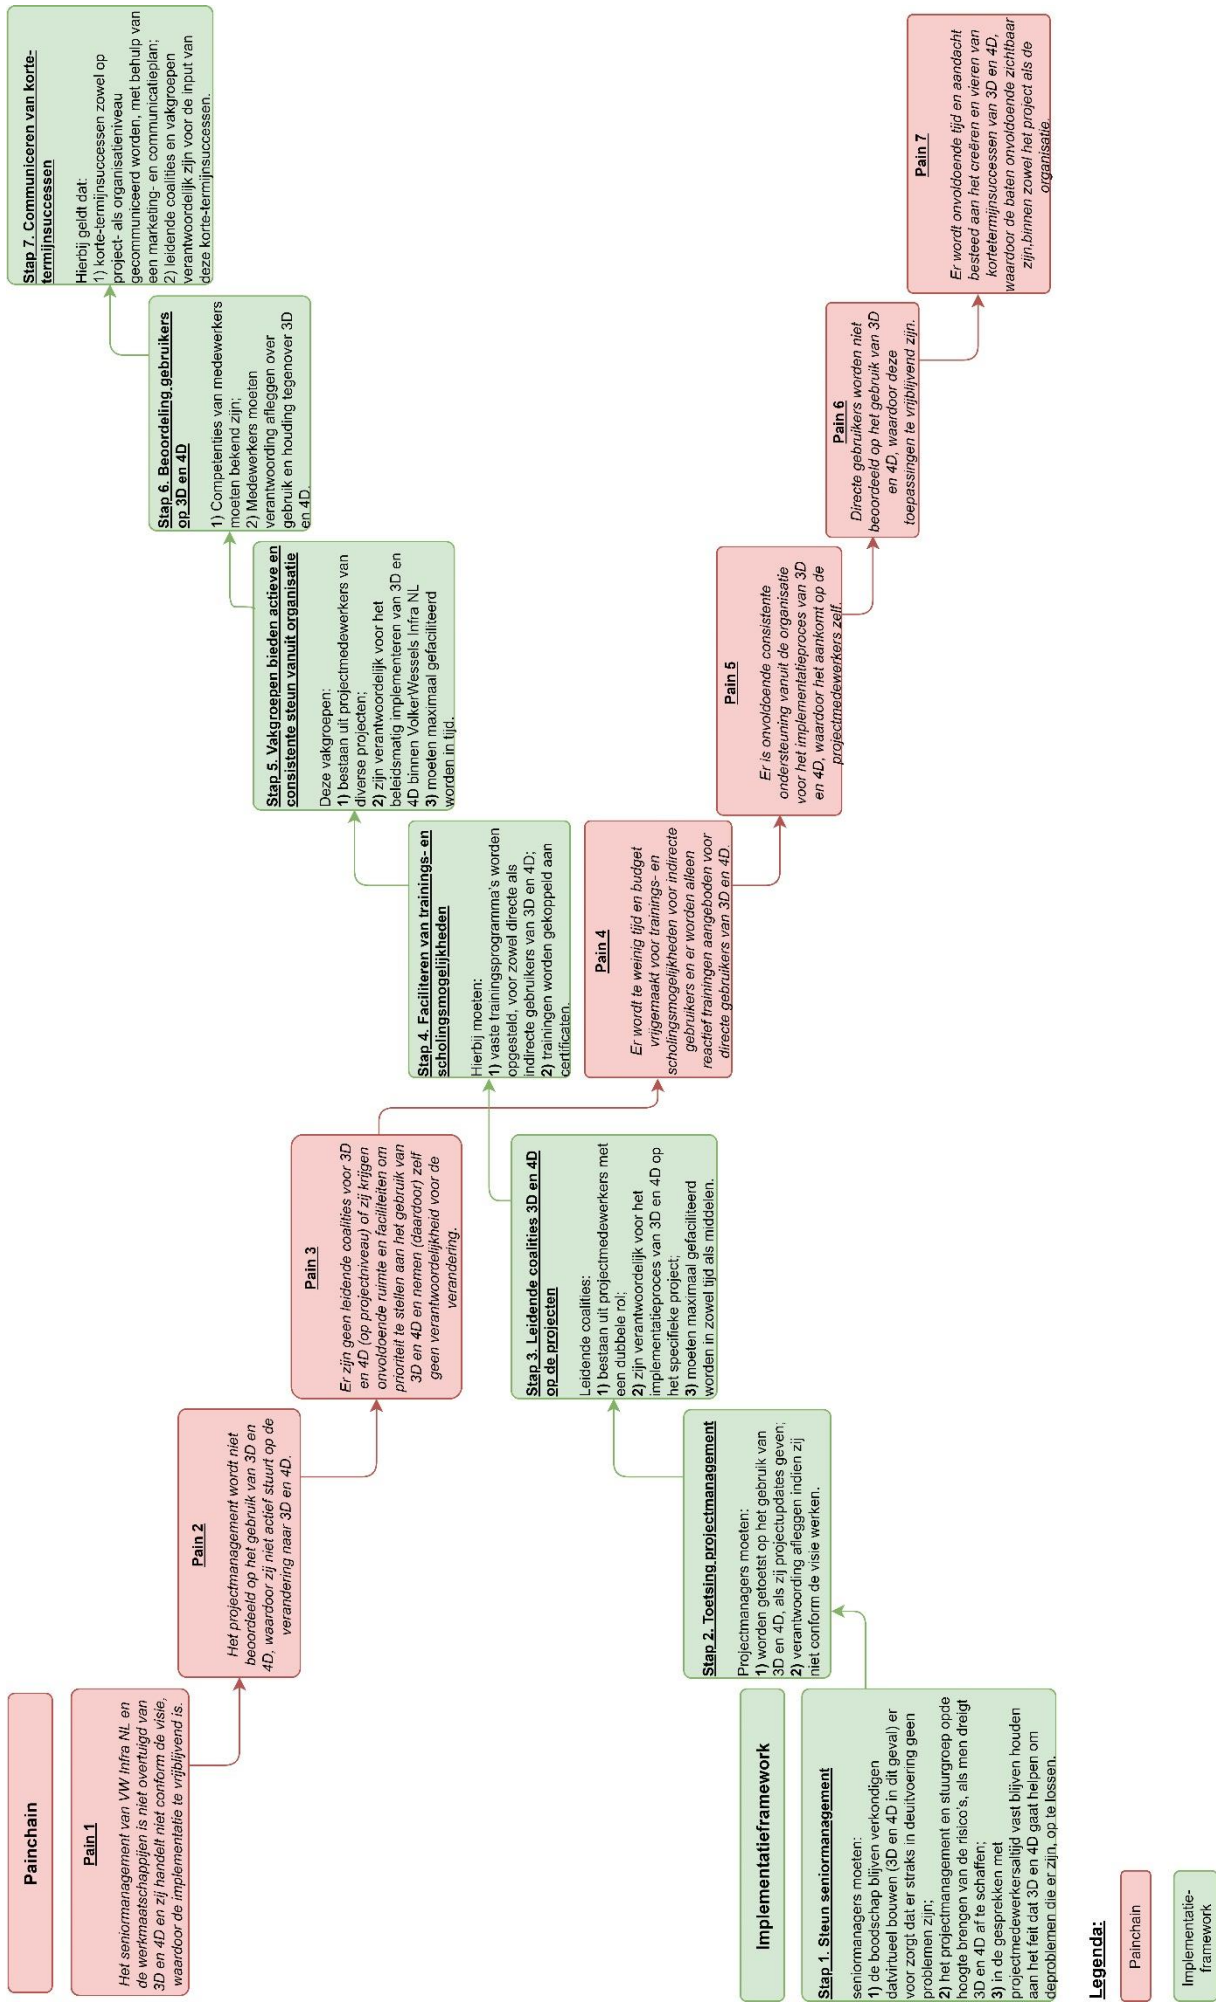 Painchain
Pain 1
Het seniormanagement van VW Infra NL en
de werkmaatschappijen is niet overtuigd van
3D en 4D en zij handelt niet conform de visie,
waardoor de implementatie te vrijblijvend is.
Pain 2
Het projectmanagement wordt niet
beoordeeld op het gebruik van 3D en
4D, waardoor zij niet actief stuurt op de
verandering naar 3D en 4D.
Pain 3
Er zijn geen leidende coalities voor 3D
en 4D (op projectniveau) of zij krijgen
onvoldoende ruimte en faciliteiten om
prioriteit te stellen aan het gebruik van
3D en 4D en nemen (daardoor) zelf
geen verantwoordelijkheid voor de
verandering.
Pain 4
Er wordt te weinig tijd en budget
vrijgemaakt voor trainings- en
scholingsmogelijkheden voor indirecte
gebruikers en er worden alleen
reactief trainingen aangeboden voor
directe gebruikers van 3D en 4D.
Pain 5
Er is onvoldoende consistente
ondersteuning vanuit de organisatie
voor het implementatieproces van 3D
en 4D, waardoor het aankomt op de
projectmedewerkers zelf.
Pain 6
Directe gebruikers worden niet
beoordeeld op het gebruik van 3D
en 4D, waardoor deze
toepassingen te vrijblijvend zijn.
Pain 7
Er wordt onvoldoende tijd en aandacht
besteed aan het creëren en vieren van
kortetermijnsuccessen van 3D en 4D,
waardoor de baten onvoldoende zichtbaar
zijn,binnen zowel het project als de
organisatie.
Implementatieframework
Stap 1. Steun seniormanagement
seniormanagers moeten:
1) de boodschap blijven verkondigen
datvirtueel bouwen (3D en 4D in dit geval) er
voor zorgt dat er straks in deuitvoering geen
problemen zijn;
2) het projectmanagement en stuurgroep opde
hoogte brengen van de risico's, als men dreigt
3D en 4D af te schaffen;
3) in de gesprekken met
projectmedewerkersaltijd vast blijven houden
aan het feit dat 3D en 4D gaat helpen om
deproblemen die er zijn, op te lossen.
Stap 2. Toetsing projectmanagement
Projectmanagers moeten:
1) worden getoetst op het gebruik van
3D en 4D, als zij projectupdates geven;
2) verantwoording afleggen indien zij
niet conform de visie werken.
Stap 3. Leidende coalities 3D en 4D
op de projecten
Leidende coalities:
1) bestaan uit projectmedewerkers met
een dubbele rol;
2) zijn verantwoordelijk voor het
implementatieproces van 3D en 4D op
het specifieke project;
3) moeten maximaal gefaciliteerd
worden in zowel tijd als middelen.
Stap 4. Faciliteren van trainings- en
scholingsmogelijkheden
Hierbij moeten:
1) vaste trainingsprogramma's worden
opgesteld, voor zowel directe als
indirecte gebruikers van 3D en 4D;
2) trainingen worden gekoppeld aan
certificaten.
Stap 5. Vakgroepen bieden actieve en
consistente steun vanuit organisatie
Deze vakgroepen:
1) bestaan uit projectmedewerkers van
diverse projecten;
2) zijn verantwoordelijk voor het
beleidsmatig implementeren van 3D en
4D binnen VolkerWessels Infra NL
3) moeten maximaal gefaciliteerd
worden in tijd.
Stap 6. Beoordeling gebruikers
op 3D en 4D
1) Competenties van medewerkers
moeten bekend zijn;
2) Medewerkers moeten
verantwoording afleggen over
gebruik en houding tegenover 3D
en 4D.
Stap 7. Communiceren van korte-
termijnsuccessen
Hierbij geldt dat:
1) korte-termijnsuccessen zowel op
project- als organisatieniveau
gecommuniceerd worden, met behulp van
een marketing- en communicatieplan;
2) leidende coalities en vakgroepen
verantwoordelijk zijn voor de input van
deze korte-termijnsuccessen.
Legenda:
Painchain
Implementatie-
framework